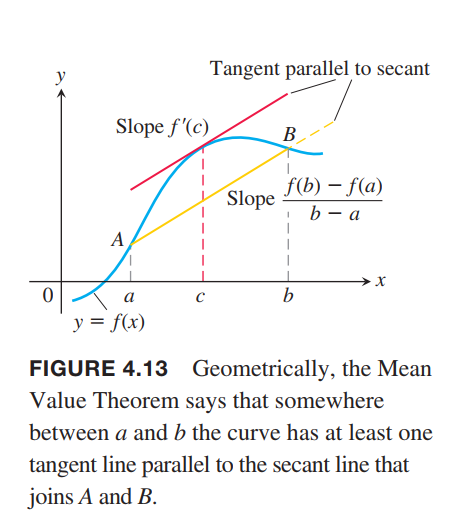 y
Tangent parallel to secant
Slope f′(c)
B
Slope f(b) − f(a)
b − a
A
x
0 a c b
y = f(x)
FIGURE 4.13 Geometrically, the Mean
Value Theorem says that somewhere
between a and b the curve has at least one
tangent line parallel to the secant line that
joins A and B.